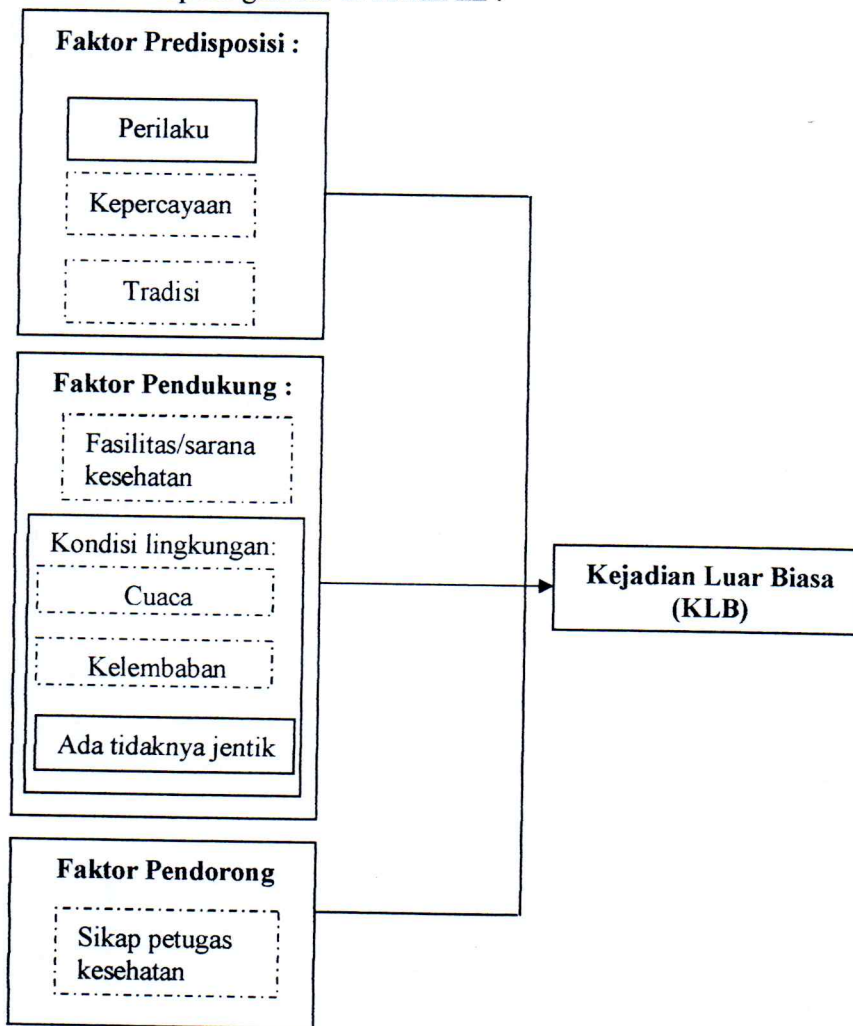 Faktor Predisposisi :
Perilaku
Kepercayaan
Tradisi
Faktor Pendukung :
Fasilitas/sarana
kesehatan
Kondisi lingkungan:
Cuaca
Kelembaban
Ada tidaknya jentik
Faktor Pendorong
Sikap petugas
kesehatan
Kejadian Luar Biasa
(KLB)